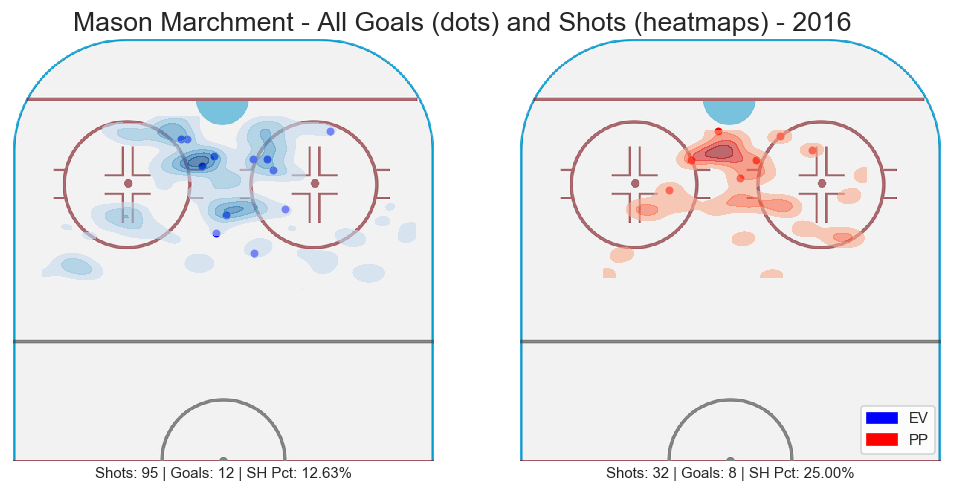 Mason Marchment - All Goals (dots) and Shots (heatmaps) - 2016
EV
PP
Shots: 95 | Goals: 12 | SH Pct: 12.63%
Shots: 32 | Goals: 8 | SH Pct: 25.00%